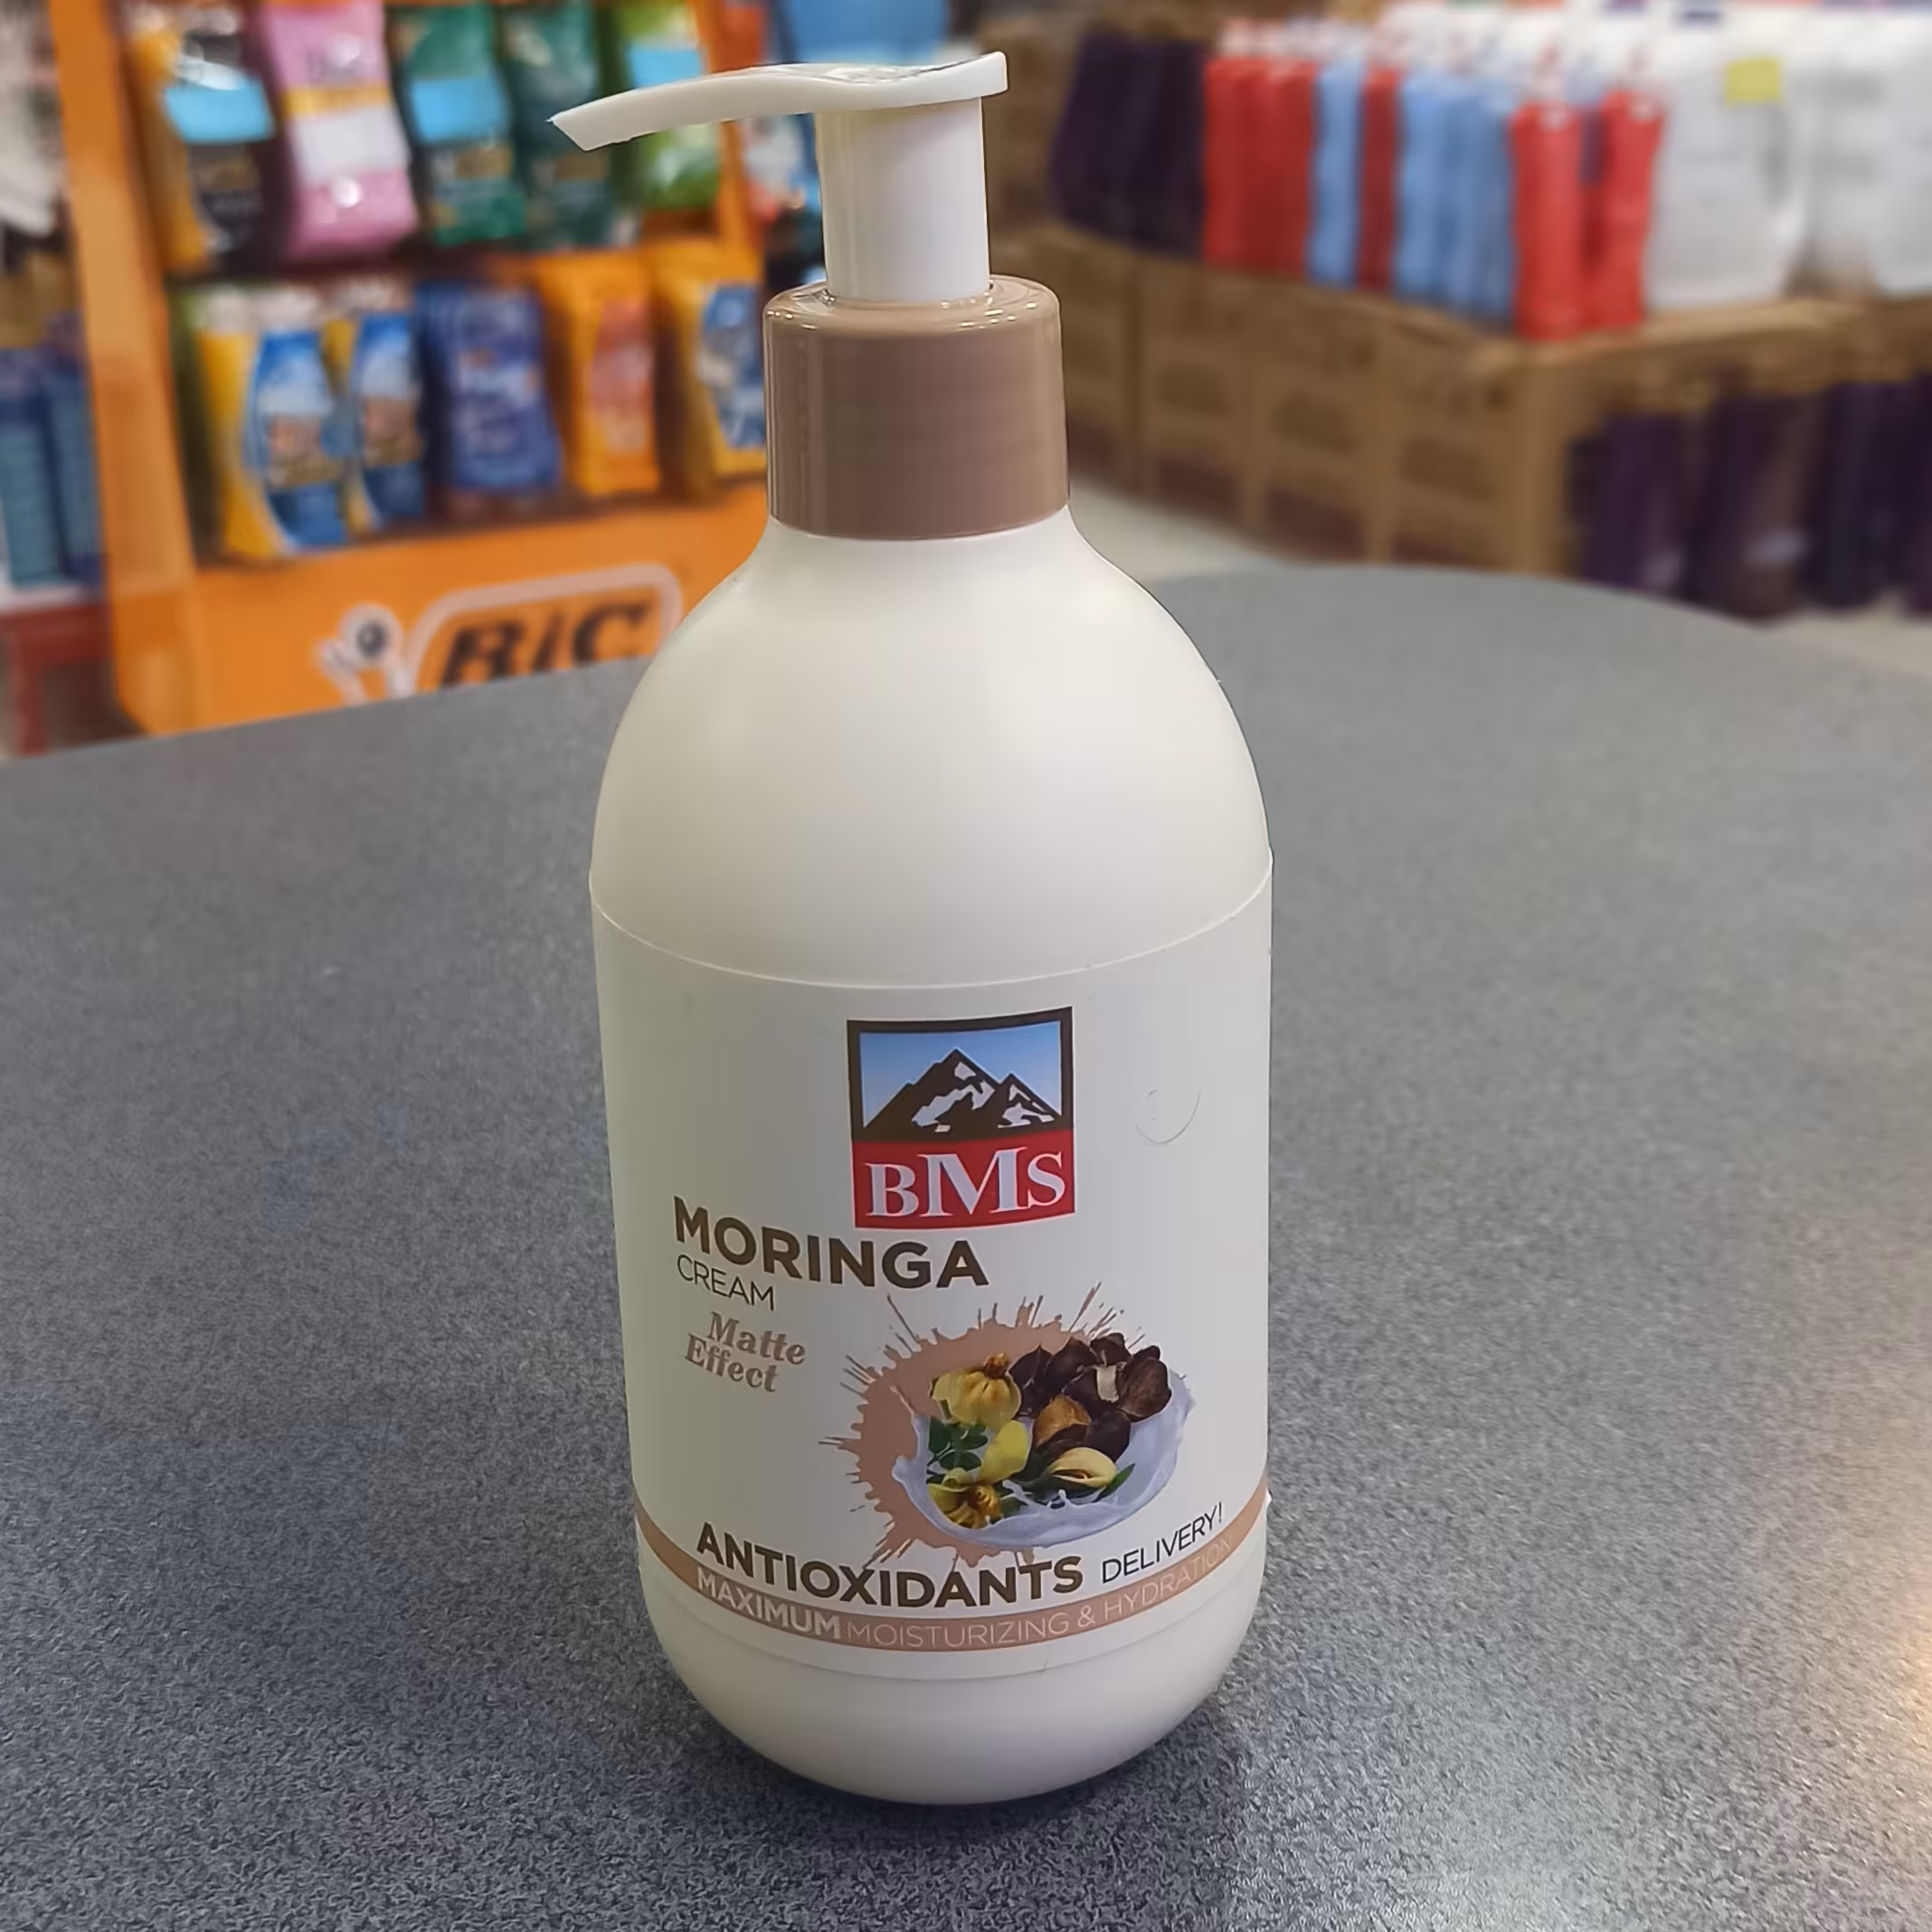 BIC
BMS
MORINGA
CREAM
Matte
Effect
ANTIOXIDANTS DELIVERY!
MAXIMUM MOISTURIZING & HYDRATION